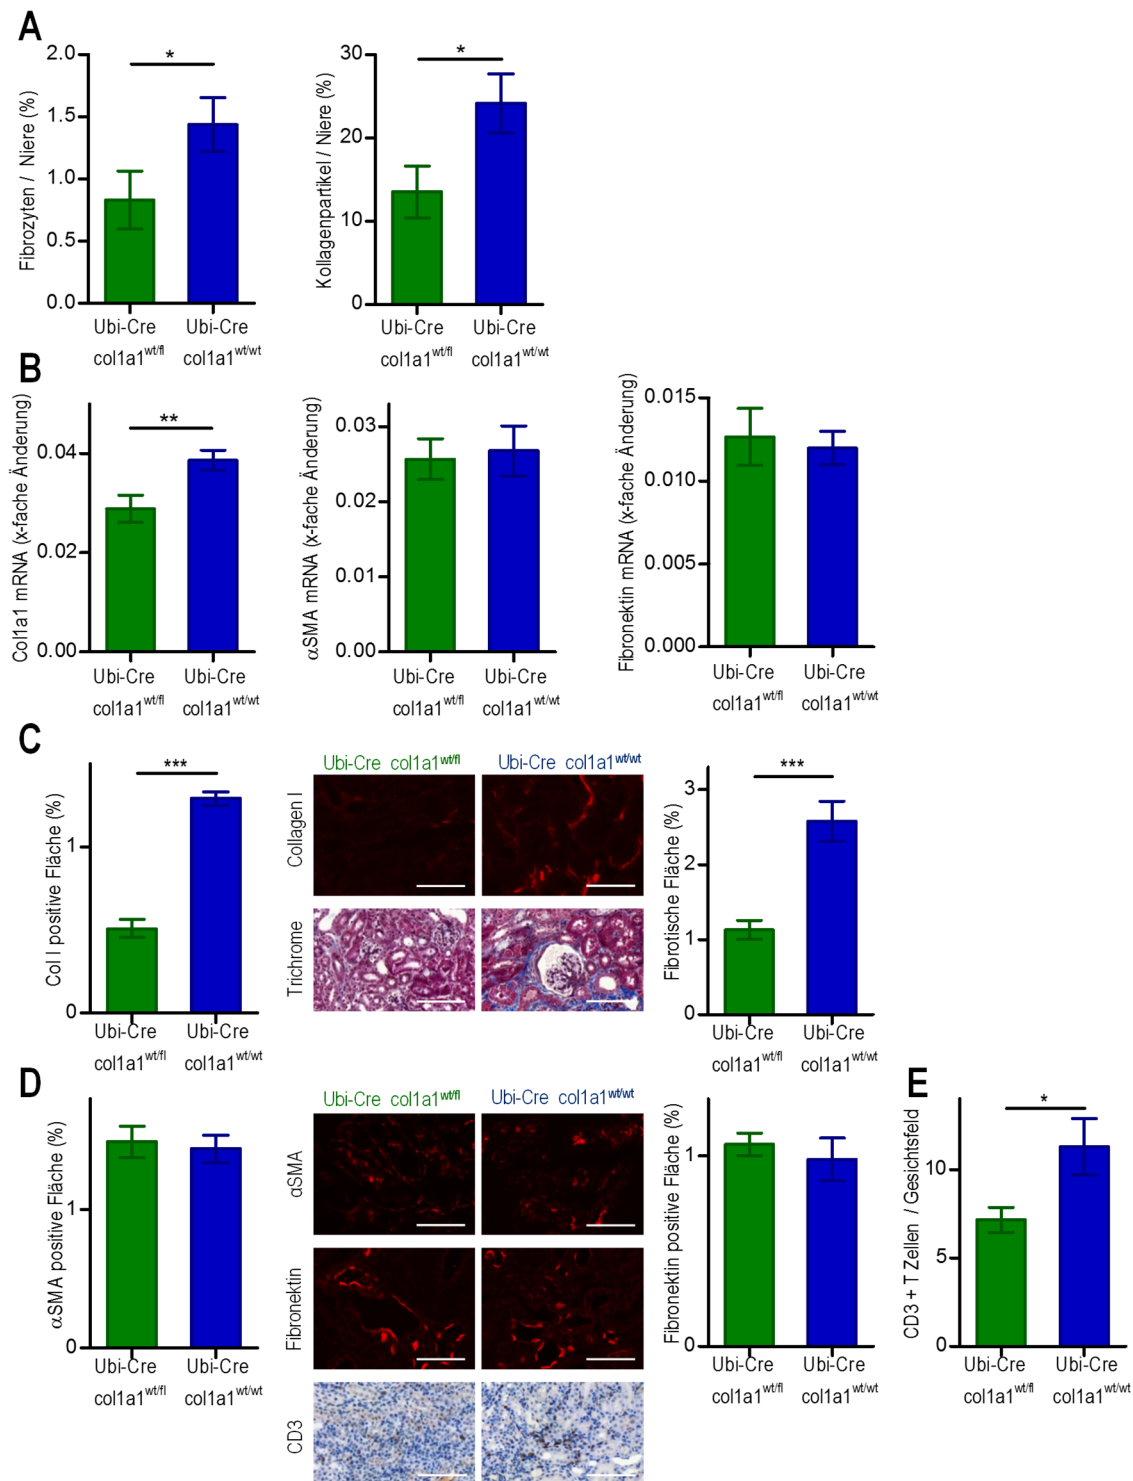 A
Fibrozyten / Niere (%)
2.0
1.5
1.0
0.5
0.0
*
Ubi-Cre Ubi-Cre
col1a1wt/fl col1a1wt/wt
Kollagenpartikel / Niere (%)
30
20
10
0
*
Ubi-Cre Ubi-Cre
col1a1wt/fl col1a1wt/wt
B
Col1a1 mRNA (x-fache Änderung)
0.04
0.02
0.00
**
Ubi-Cre Ubi-Cre
col1a1wt/fl col1a1wt/wt
αSMA mRNA (x-fache Änderung)
0.03
0.02
0.01
0.00
Ubi-Cre Ubi-Cre
col1a1wt/fl col1a1wt/wt
Fibronektin mRNA (x-fache Änderung)
0.015
0.010
0.005
0.000
Ubi-Cre Ubi-Cre
col1a1wt/fl col1a1wt/wt
C
Col I positive Fläche (%)
1
0
***
Ubi-Cre Ubi-Cre
col1a1wt/fl col1a1wt/wt
Ubi-Cre col1a1wt/fl Ubi-Cre col1a1wt/wt
Collagen I
Trichrome
Fibrotische Fläche (%)
3
2
1
0
***
Ubi-Cre Ubi-Cre
col1a1wt/fl col1a1wt/wt
D
αSMA positive Fläche (%)
1
0
Ubi-Cre Ubi-Cre
col1a1wt/fl col1a1wt/wt
Ubi-Cre col1a1wt/fl Ubi-Cre col1a1wt/wt
αSMA
Fibronektin
CD3
Fibronektin positive Fläche (%)
1
0
Ubi-Cre Ubi-Cre
col1a1wt/fl col1a1wt/wt
E
CD3 + T Zellen / Gesichtsfeld
10
5
0
*
Ubi-Cre Ubi-Cre
col1a1wt/fl col1a1wt/wt